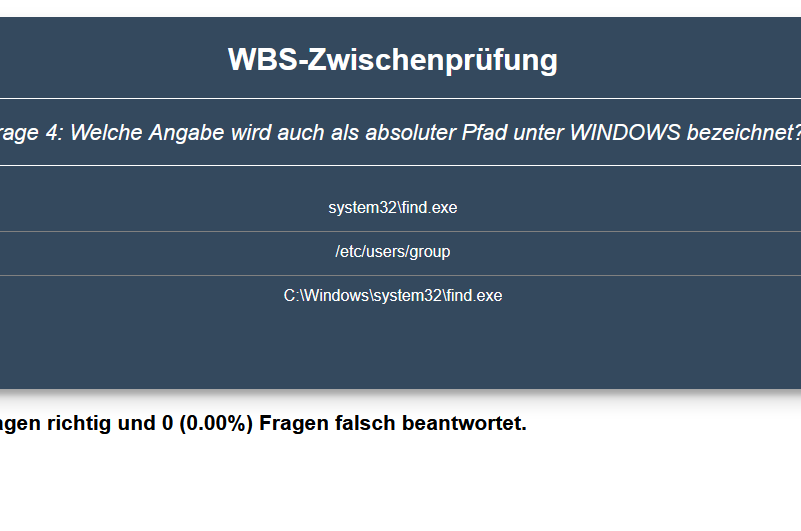 WBS-Zwischenprüfung
rage 4: Welche Angabe wird auch als absoluter Pfad unter WINDOWS bezeichnet?
system32\find.exe
/etc/users/group
C:\Windows\system32\find.exe
agen richtig und 0 (0.00%) Fragen falsch beantwortet.